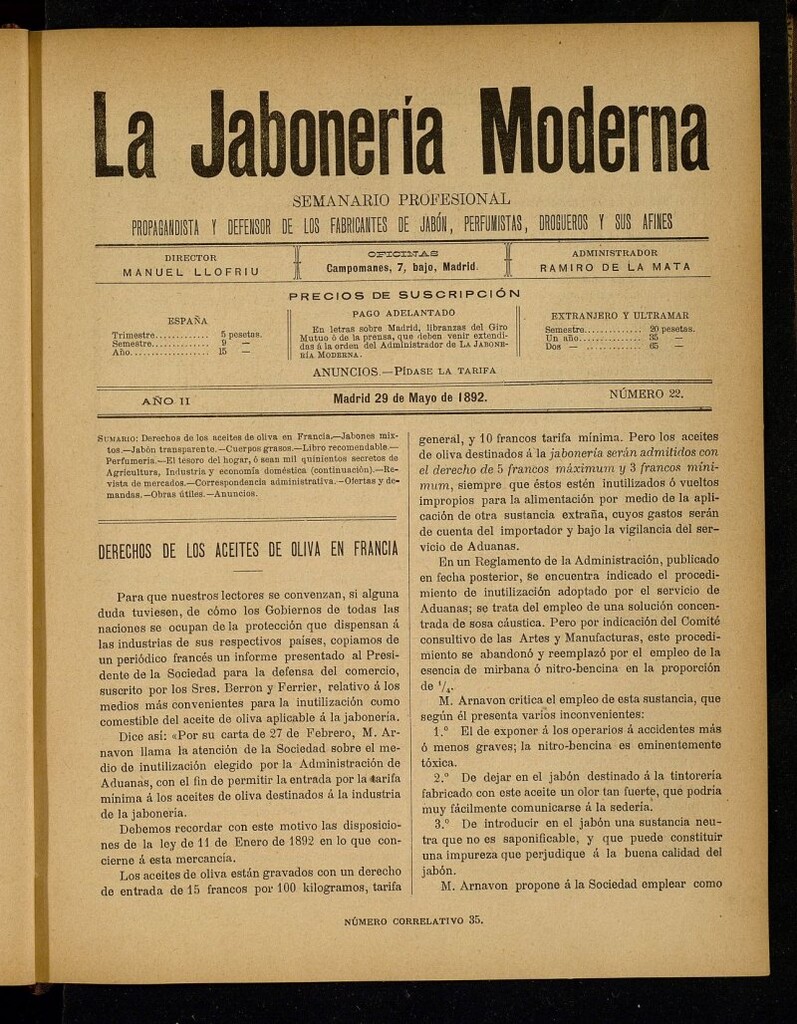 La Jabonería Moderna
SEMANARIO PROFESIONAL
PROPAGANDISTA Y DEFENSOR DE LOS FABRICANTES DE JABÓN, PERFUMISTAS, DROGUEROS Y SUS AFINES
DIRECTOR
MANUEL LLOFRIU
OFICINAS
Campomanes, 7, bajo, Madrid.
ADMINISTRADOR
RAMIRO DE LA MATA
PRECIOS DE SUSCRIPCIÓN
ESPAÑA
Trimestre............ 5 pesetas.
Semestre............ 9 —
Año.................. 15 —
PAGO ADELANTADO
En letras sobre Madrid, libranzas del Giro
Mutuo ó de la prensa, que deben venir extendi-
das á la orden del Administrador de LA JABONE-
RÍA MODERNA.
EXTRANJERO Y ULTRAMAR
Semestre............ 20 pesetas.
Un año............... 35 —
Dos — .............. 65 —
ANUNCIOS.—PÍDASE LA TARIFA
AÑO II
Madrid 29 de Mayo de 1892.
NÚMERO 22.
SUMARIO: Derechos de los aceites de oliva en Francia.—Jabones mix-
tos.—Jabón transparente.—Cuerpos grasos.—Libro recomendable.—
Perfumería.—El tesoro del hogar, ó sean mil quinientos secretos de
Agricultura, Industria y economía doméstica (continuación).—Re-
vista de mercados.—Correspondencia administrativa.—Ofertas y de-
mandas.—Obras útiles.—Anuncios.
DERECHOS DE LOS ACEITES DE OLIVA EN FRANCIA
Para que nuestros lectores se convenzan, si alguna
duda tuviesen, de cómo los Gobiernos de todas las
naciones se ocupan de la protección que dispensan á
las industrias de sus respectivos países, copiamos de
un periódico francés un informe presentado al Presi-
dente de la Sociedad para la defensa del comercio,
suscrito por los Sres. Berron y Ferrier, relativo á los
medios más convenientes para la inutilización como
comestible del aceite de oliva aplicable á la jabonería.
Dice así: «Por su carta de 27 de Febrero, M. Ar-
navon llama la atención de la Sociedad sobre el me-
dio de inutilización elegido por la Administración de
Aduanas, con el fin de permitir la entrada por la tarifa
mínima á los aceites de oliva destinados á la industria
de la jabonería.
Debemos recordar con este motivo las disposicio-
nes de la ley de 11 de Enero de 1892 en lo que con-
cierne á esta mercancía.
Los aceites de oliva están gravados con un derecho
de entrada de 15 francos por 100 kilogramos, tarifa
general, y 10 francos tarifa mínima. Pero los aceites
de oliva destinados á la jabonería serán admitidos con
el derecho de 5 francos máximum y 3 francos míni-
mum, siempre que éstos estén inutilizados ó vueltos
impropios para la alimentación por medio de la apli-
cación de otra sustancia extraña, cuyos gastos serán
de cuenta del importador y bajo la vigilancia del ser-
vicio de Aduanas.
En un Reglamento de la Administración, publicado
en fecha posterior, se encuentra indicado el procedi-
miento de inutilización adoptado por el servicio de
Aduanas; se trata del empleo de una solución concen-
trada de sosa cáustica. Pero por indicación del Comité
consultivo de las Artes y Manufacturas, este procedi-
miento se abandonó y reemplazó por el empleo de la
esencia de mirbana ó nitro-bencina en la proporción
de 1/4.
M. Arnavon critica el empleo de esta sustancia, que
según él presenta varios inconvenientes:
1.º El de exponer á los operarios á accidentes más
ó menos graves; la nitro-bencina es eminentemente
tóxica.
2.º De dejar en el jabón destinado á la tintorería
fabricado con este aceite un olor tan fuerte, que podría
muy fácilmente comunicarse á la sedería.
3.º De introducir en el jabón una sustancia neu-
tra que no es saponificable, y que puede constituir
una impureza que perjudique á la buena calidad del
jabón.
M. Arnavon propone á la Sociedad emplear como
NÚMERO CORRELATIVO 35.